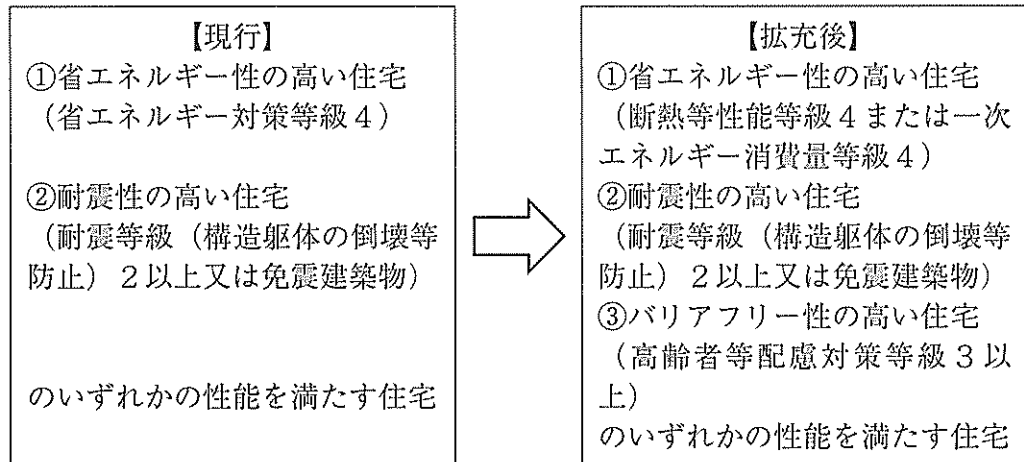 【現行】
①省エネルギー性の高い住宅
（省エネルギー対策等級４）
②耐震性の高い住宅
（耐震等級（構造躯体の倒壊等
防止）２以上又は免震建築物）
のいずれかの性能を満たす住宅
【拡充後】
①省エネルギー性の高い住宅
（断熱等性能等級４または一次
エネルギー消費量等級４）
②耐震性の高い住宅
（耐震等級（構造躯体の倒壊等
防止）２以上又は免震建築物）
③バリアフリー性の高い住宅
（高齢者等配慮対策等級３以
上）
のいずれかの性能を満たす住宅